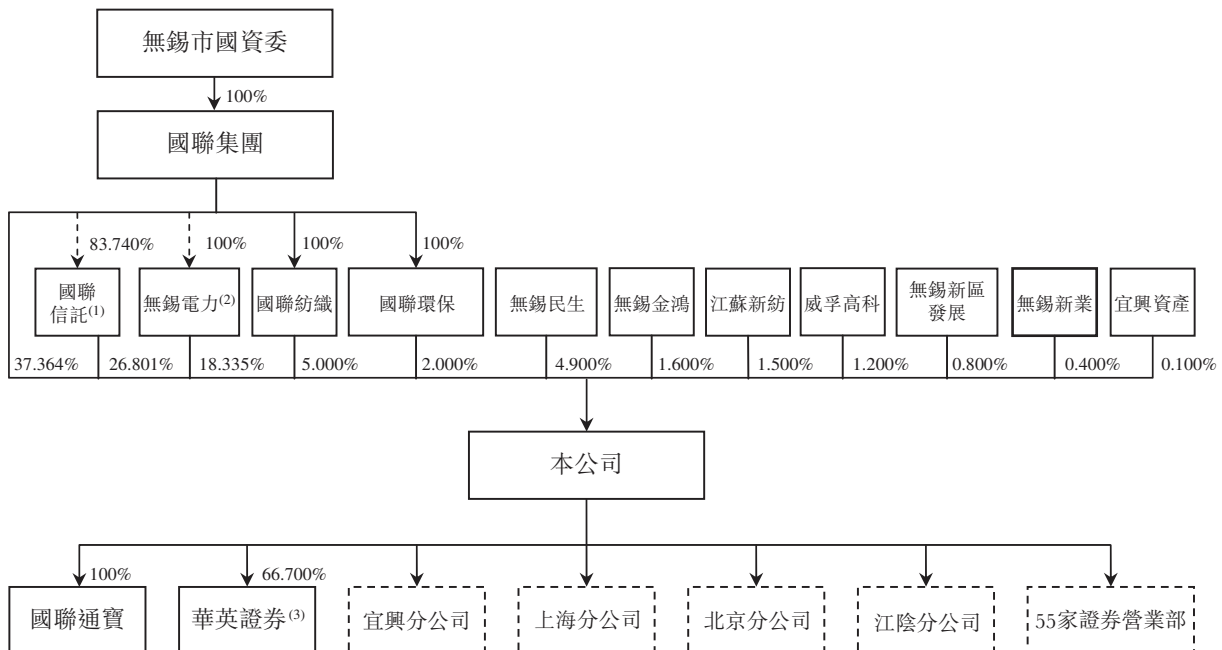 無錫市國資委
100%
國聯集團
83.740%
100%
100%
100%
國聯
信託(1)
無錫電力(2)
國聯紡織
國聯環保
無錫民生
無錫金鴻
江蘇新紡
威孚高科
無錫新區
發展
無錫新業
宜興資產
37.364%
26.801%
18.335%
5.000%
2.000%
4.900%
1.600%
1.500%
1.200%
0.800%
0.400%
0.100%
本公司
100%
66.700%
國聯通寶
華英證券(3)
宜興分公司
上海分公司
北京分公司
江陰分公司
55家證券營業部